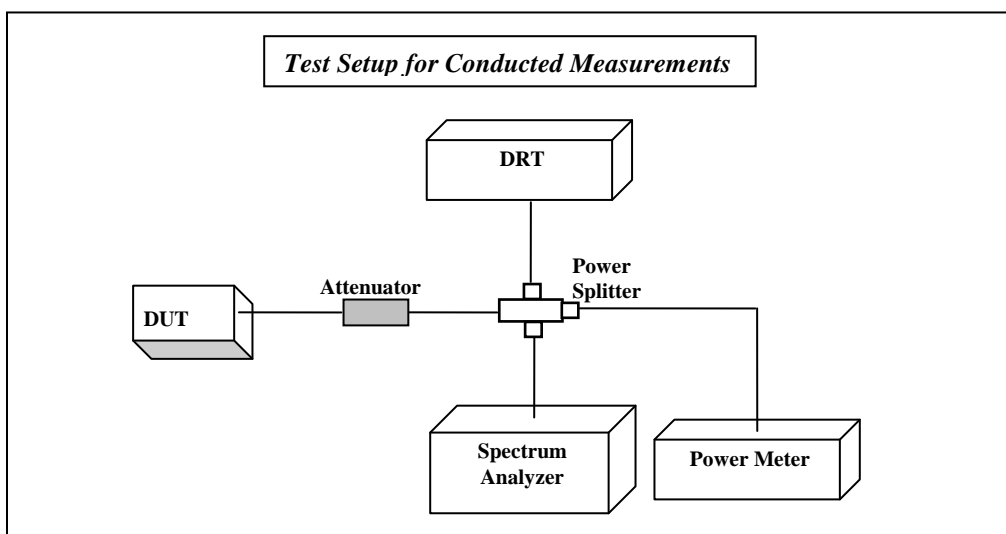 Test Setup for Conducted Measurements
DRT
Power
Splitter
Attenuator
DUT
Spectrum
Analyzer
Power Meter